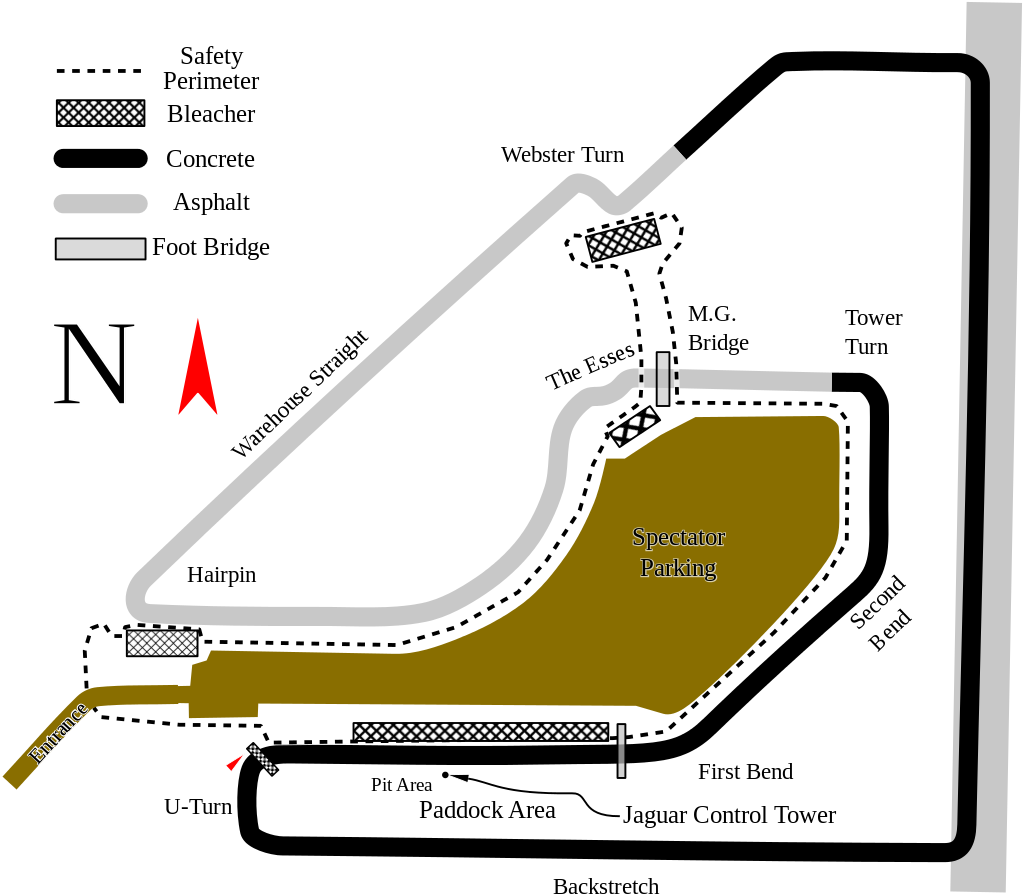 Safety
Perimeter
Bleacher
Concrete
Asphalt
Foot Bridge
N
Webster Turn
M.G.
Bridge
Tower
Turn
The Esses
Warehouse Straight
Spectator
Parking
Hairpin
Second
Bend
Entrance
First Bend
Pit Area
U-Turn
Paddock Area
Jaguar Control Tower
Backstretch